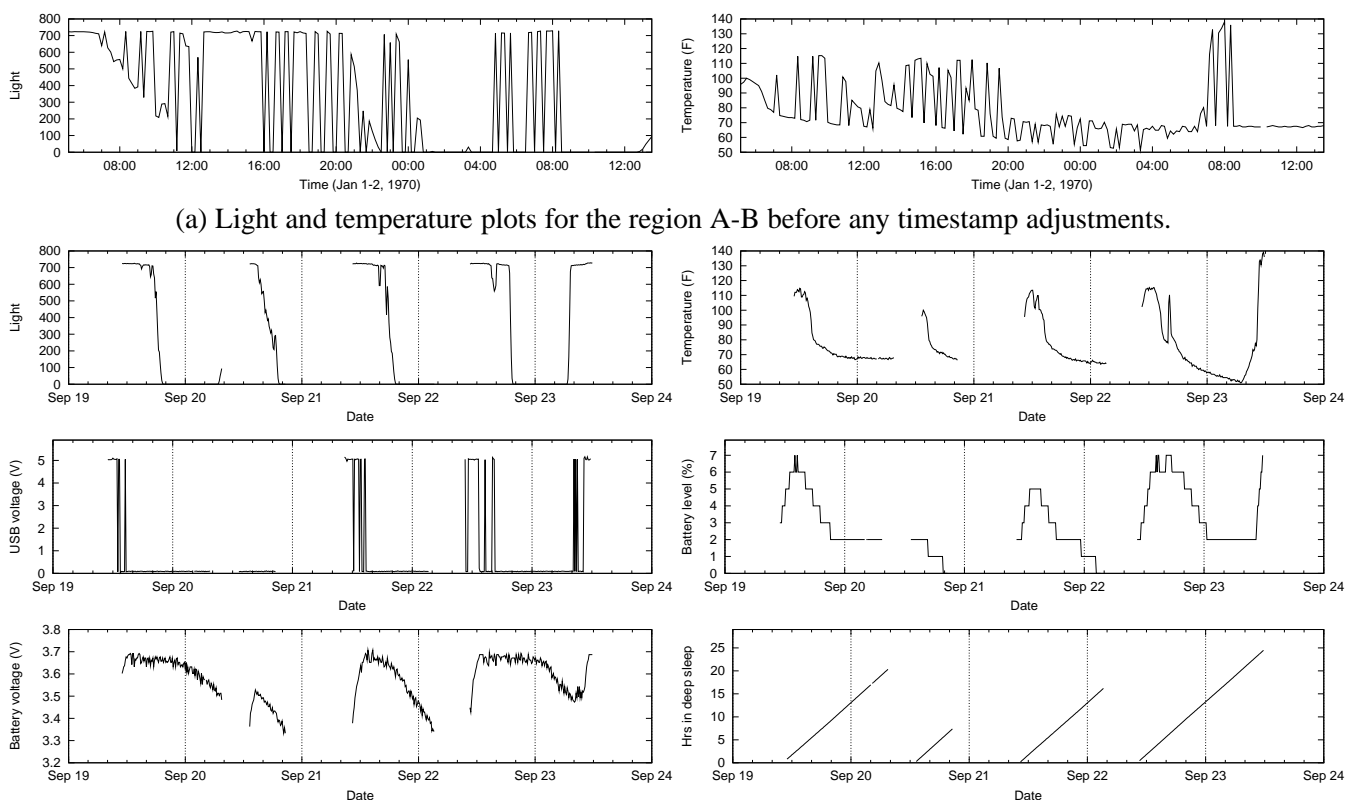 800
700
600
500
400
300
200
100
0
Light
08:00 12:00 16:00 20:00 00:00 04:00 08:00 12:00
Time (Jan 1-2, 1970)
140
130
120
110
100
90
80
70
60
50
Temperature (F)
08:00 12:00 16:00 20:00 00:00 04:00 08:00 12:00
Time (Jan 1-2, 1970)
(a) Light and temperature plots for the region A-B before any timestamp adjustments.
800
700
600
500
400
300
200
100
0
Light
Sep 19 Sep 20 Sep 21 Sep 22 Sep 23 Sep 24
Date
140
130
120
110
100
90
80
70
60
50
Temperature (F)
Sep 19 Sep 20 Sep 21 Sep 22 Sep 23 Sep 24
Date
5
4
3
2
1
0
USB voltage (V)
Sep 19 Sep 20 Sep 21 Sep 22 Sep 23 Sep 24
Date
7
6
5
4
3
2
1
0
Battery level (%)
Sep 19 Sep 20 Sep 21 Sep 22 Sep 23 Sep 24
Date
3.8
3.7
3.6
3.5
3.4
3.3
3.2
Battery voltage (V)
Sep 19 Sep 20 Sep 21 Sep 22 Sep 23 Sep 24
Date
25
20
15
10
5
0
Hrs in deep sleep
Sep 19 Sep 20 Sep 21 Sep 22 Sep 23 Sep 24
Date